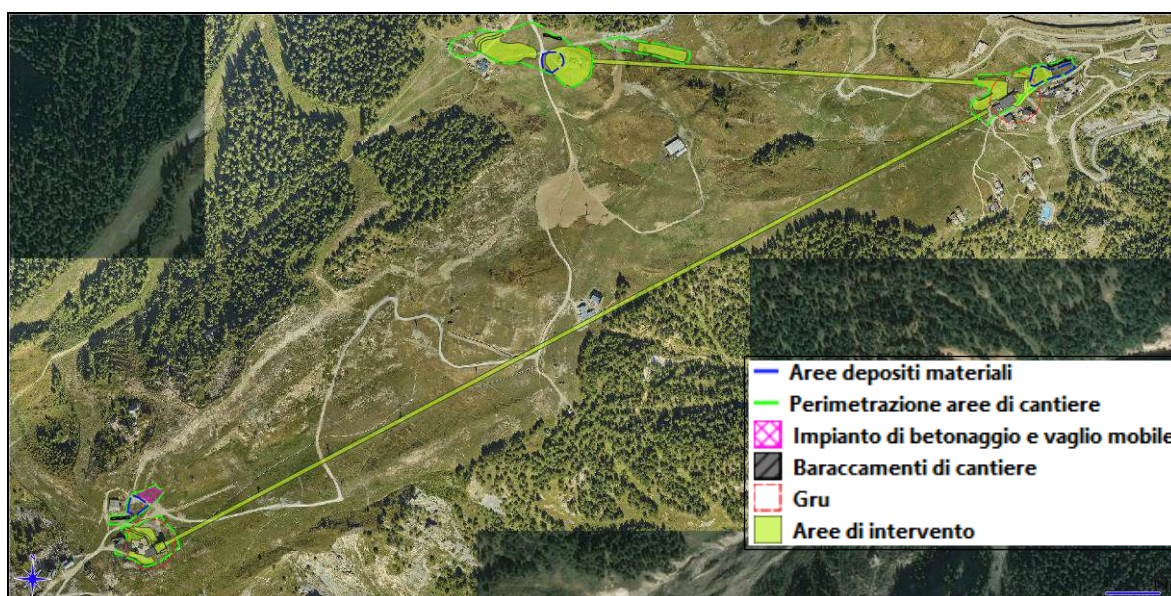 Aree depositi materiali
Perimetrazione aree di cantiere
Impianto di betonaggio e vaglio mobile
Baraccamenti di cantiere
Gru
Aree di intervento